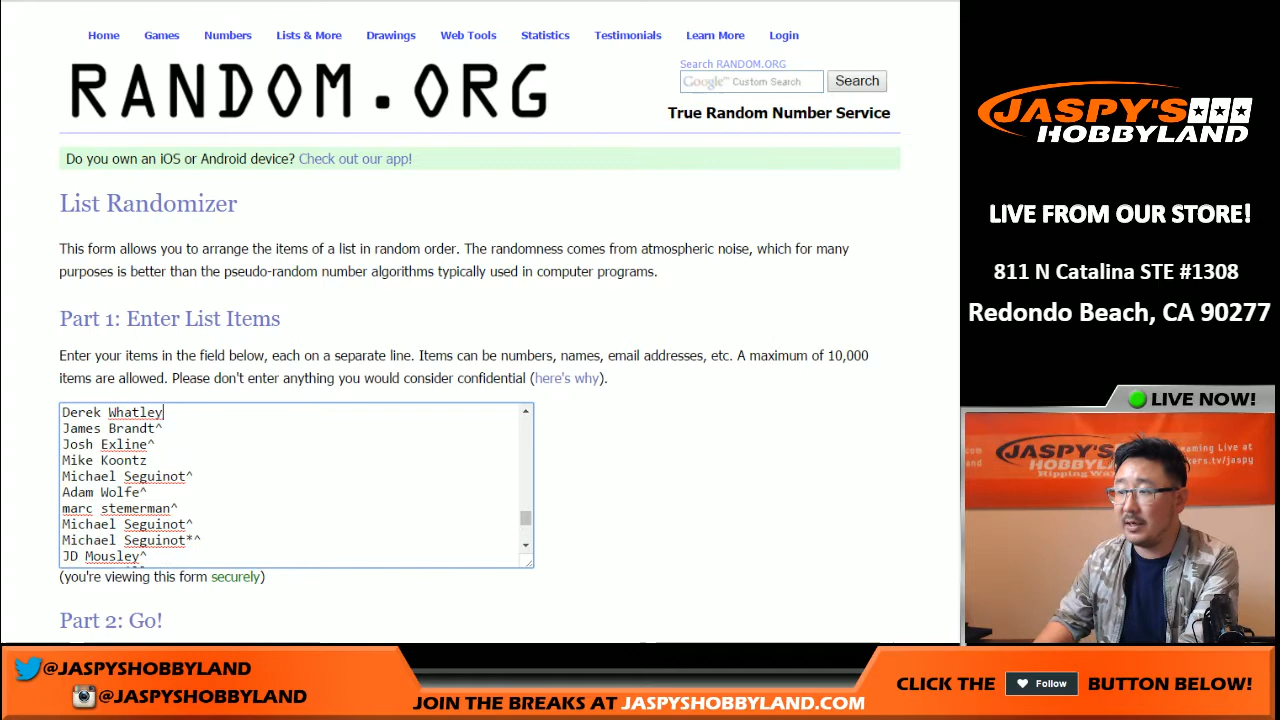 Home Games Numbers Lists & More Drawings Web Tools Statistics Testimonials Learn More Login
RANDOM.ORG
Search RANDOM.ORG
Google™ Custom Search Search
True Random Number Service
Do you own an iOS or Android device? Check out our app!
List Randomizer
This form allows you to arrange the items of a list in random order. The randomness comes from atmospheric noise, which for many
purposes is better than the pseudo-random number algorithms typically used in computer programs.
Part 1: Enter List Items
Enter your items in the field below, each on a separate line. Items can be numbers, names, email addresses, etc. A maximum of 10,000
items are allowed. Please don't enter anything you would consider confidential (here's why).
Derek Whatley
James Brandt^
Josh Exline^
Mike Koontz
Michael Seguinot^
Adam Wolfe^
marc stemerman^
Michael Seguinot^
Michael Seguinot*^
JD Mousley^
(you're viewing this form securely)
Part 2: Go!
JASPY'S
HOBBYLAND
LIVE FROM OUR STORE!
811 N Catalina STE #1308
Redondo Beach, CA 90277
LIVE NOW!
JASPY'S
HOBBYLAND
@JASPYSHOBBYLAND
@JASPYSHOBBYLAND
JOIN THE BREAKS AT JASPYSHOBBYLAND.COM
CLICK THE Follow BUTTON BELOW!